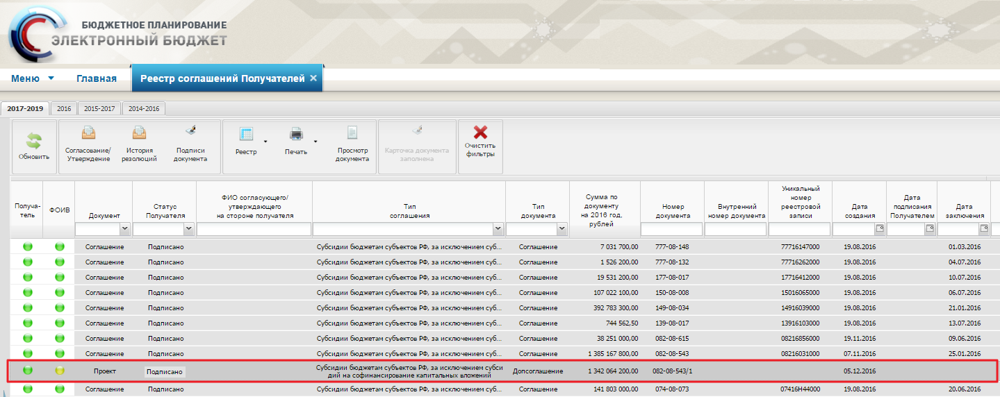 БЮДЖЕТНОЕ ПЛАНИРОВАНИЕ
ЭЛЕКТРОННЫЙ БЮДЖЕТ
Меню Главная Реестр соглашений Получателей ×
2017-2019 2016 2015-2017 2014-2016
Обновить
Согласование/
Утверждение
История
резолюций
Подписи
документа
Реестр
Печать
Просмотр
документа
Карточка документа
заполнена
Очистить
фильтры
Получа-
тель
ФОИВ
Документ
Статус
Получателя
ФИО согласующего/
утверждающего
на стороне получателя
Тип
соглашения
Тип
документа
Сумма по
документу
на 2016 год,
рублей
Номер
документа
Внутренний
номер документа
Уникальный
номер
реестровой
записи
Дата
создания
Дата
подписания
Получателем
Дата
заключения
Соглашение Подписано Субсидии бюджетам субъектов РФ, за исключением суб... Соглашение 7 031 700,00 777-08-148 77716147000 19.08.2016 01.03.2016
Соглашение Подписано Субсидии бюджетам субъектов РФ, за исключением суб... Соглашение 1 526 200,00 777-08-132 77716262000 19.08.2016 04.07.2016
Соглашение Подписано Субсидии бюджетам субъектов РФ, за исключением суб... Соглашение 19 531 200,00 177-08-017 17716412000 19.08.2016 10.07.2016
Соглашение Подписано Субсидии бюджетам субъектов РФ, за исключением суб... Соглашение 107 022 100,00 150-08-008 15016065000 19.08.2016 06.07.2016
Соглашение Подписано Субсидии бюджетам субъектов РФ, за исключением суб... Соглашение 392 783 300,00 149-08-034 14916039000 19.08.2016 21.01.2016
Соглашение Подписано Субсидии бюджетам субъектов РФ, за исключением суб... Соглашение 744 562,50 139-08-017 13916103000 19.08.2016 13.07.2016
Соглашение Подписано Субсидии бюджетам субъектов РФ, за исключением суб... Соглашение 38 251 000,00 082-08-615 08216856000 19.11.2016 09.06.2016
Соглашение Подписано Субсидии бюджетам субъектов РФ, за исключением суб... Соглашение 1 385 167 800,00 082-08-543 08216031000 07.11.2016 25.01.2016
Проект Подписано Субсидии бюджетам субъектов РФ, за исключением субси
дий на софинансирование капитальных вложений Допсоглашение 1 342 064 200,00 082-08-543/1 05.12.2016
Соглашение Подписано Субсидии бюджетам субъектов РФ, за исключением суб... Соглашение 141 803 000,00 074-08-073 07416Н44000 19.08.2016 20.06.2016